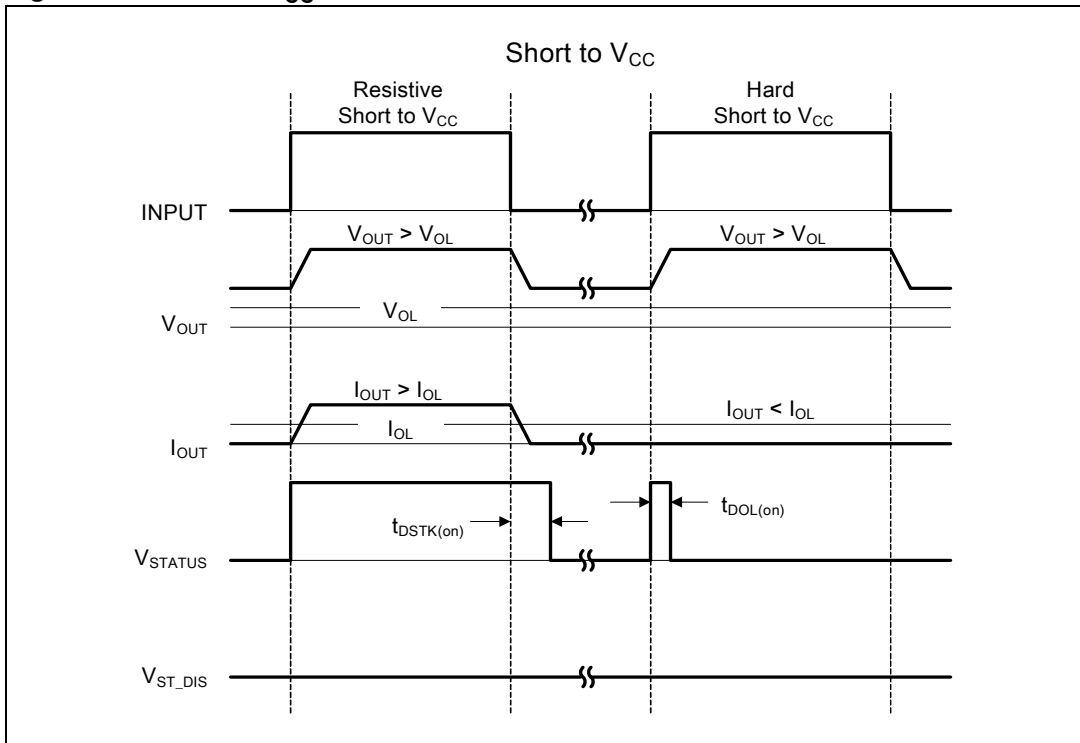 Short to VCC
Resistive
Short to VCC
Hard
Short to VCC
INPUT
VOUT > VOL
VOUT > VOL
VOL
VOUT
IOUT > IOL
IOUT < IOL
IOL
IOUT
tDSTK(on)
tDOL(on)
VSTATUS
VST_DIS